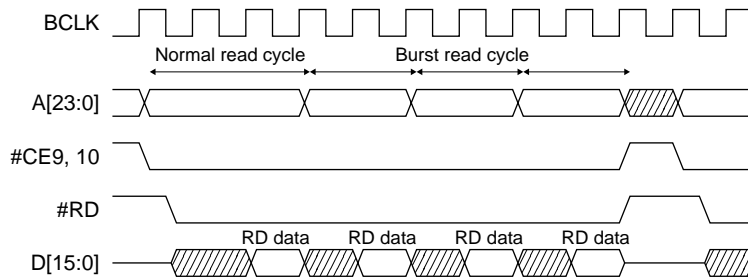 BCLK
Normal read cycle Burst read cycle
A[23:0]
#CE9, 10
#RD
RD data RD data RD data RD data
D[15:0]